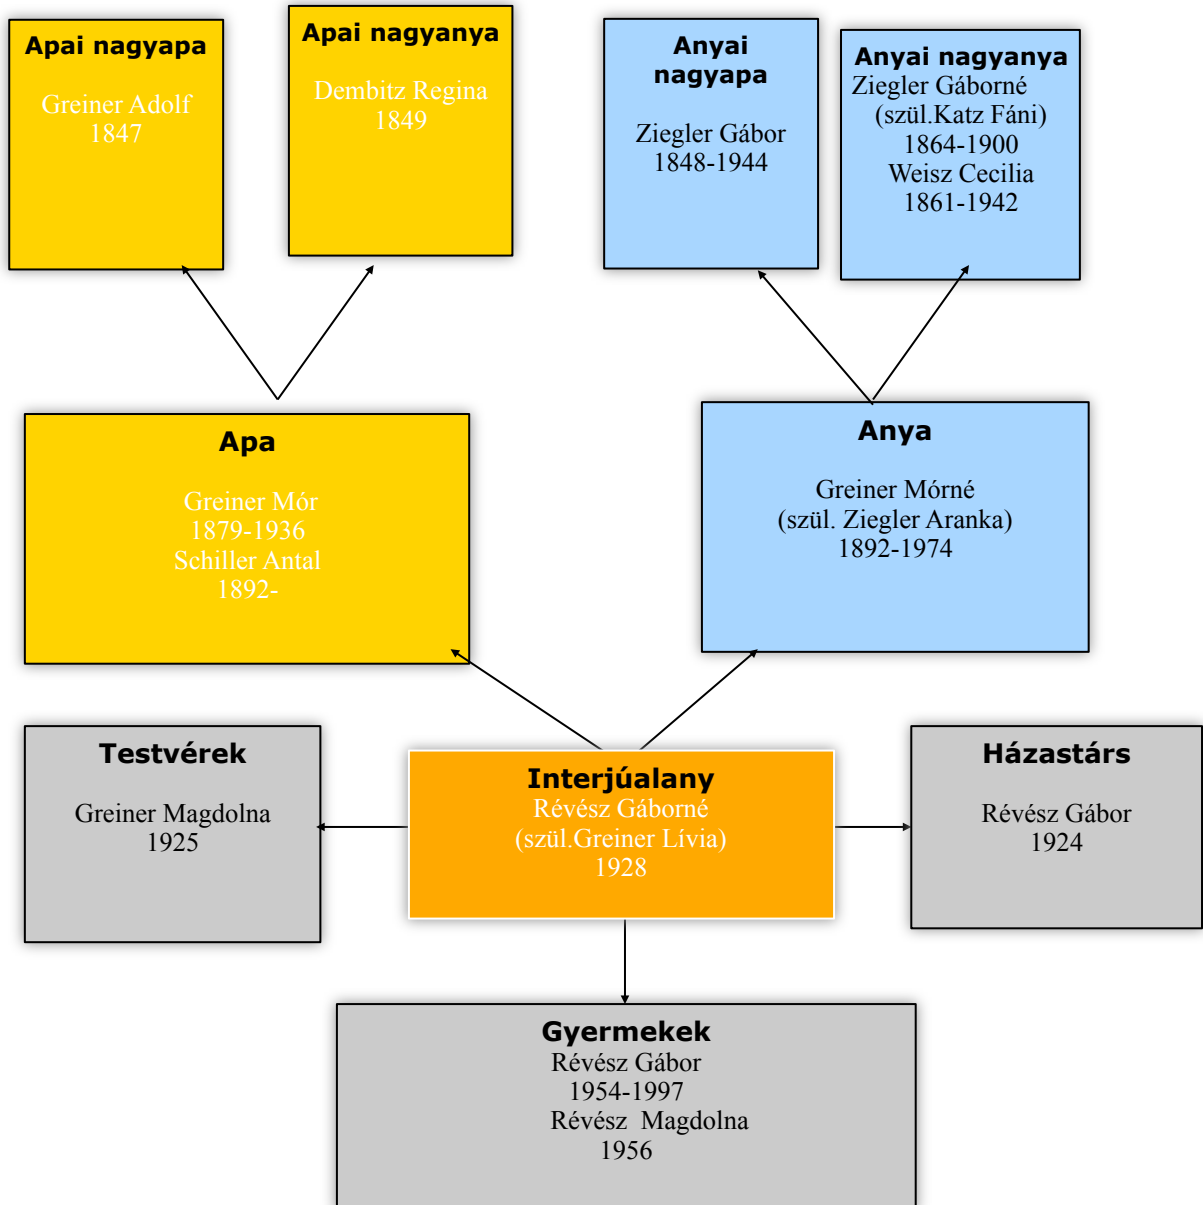 Apai nagyapa
Greiner Adolf
1847
Apai nagyanya
Dembitz Regina
1849
Anyai
nagyapa
Ziegler Gábor
1848-1944
Anyai nagyanya
Ziegler Gáborné
(szül.Katz Fáni)
1864-1900
Weisz Cecilia
1861-1942
Apa
Greiner Mór
1879-1936
Schiller Antal
1892-
Anya
Greiner Mórné
(szül. Ziegler Aranka)
1892-1974
Testvérek
Greiner Magdolna
1925
Interjúalany
Révész Gáborné
(szül.Greiner Lívia)
1928
Házastárs
Révész Gábor
1924
Gyermekek
Révész Gábor
1954-1997
Révész  Magdolna
1956